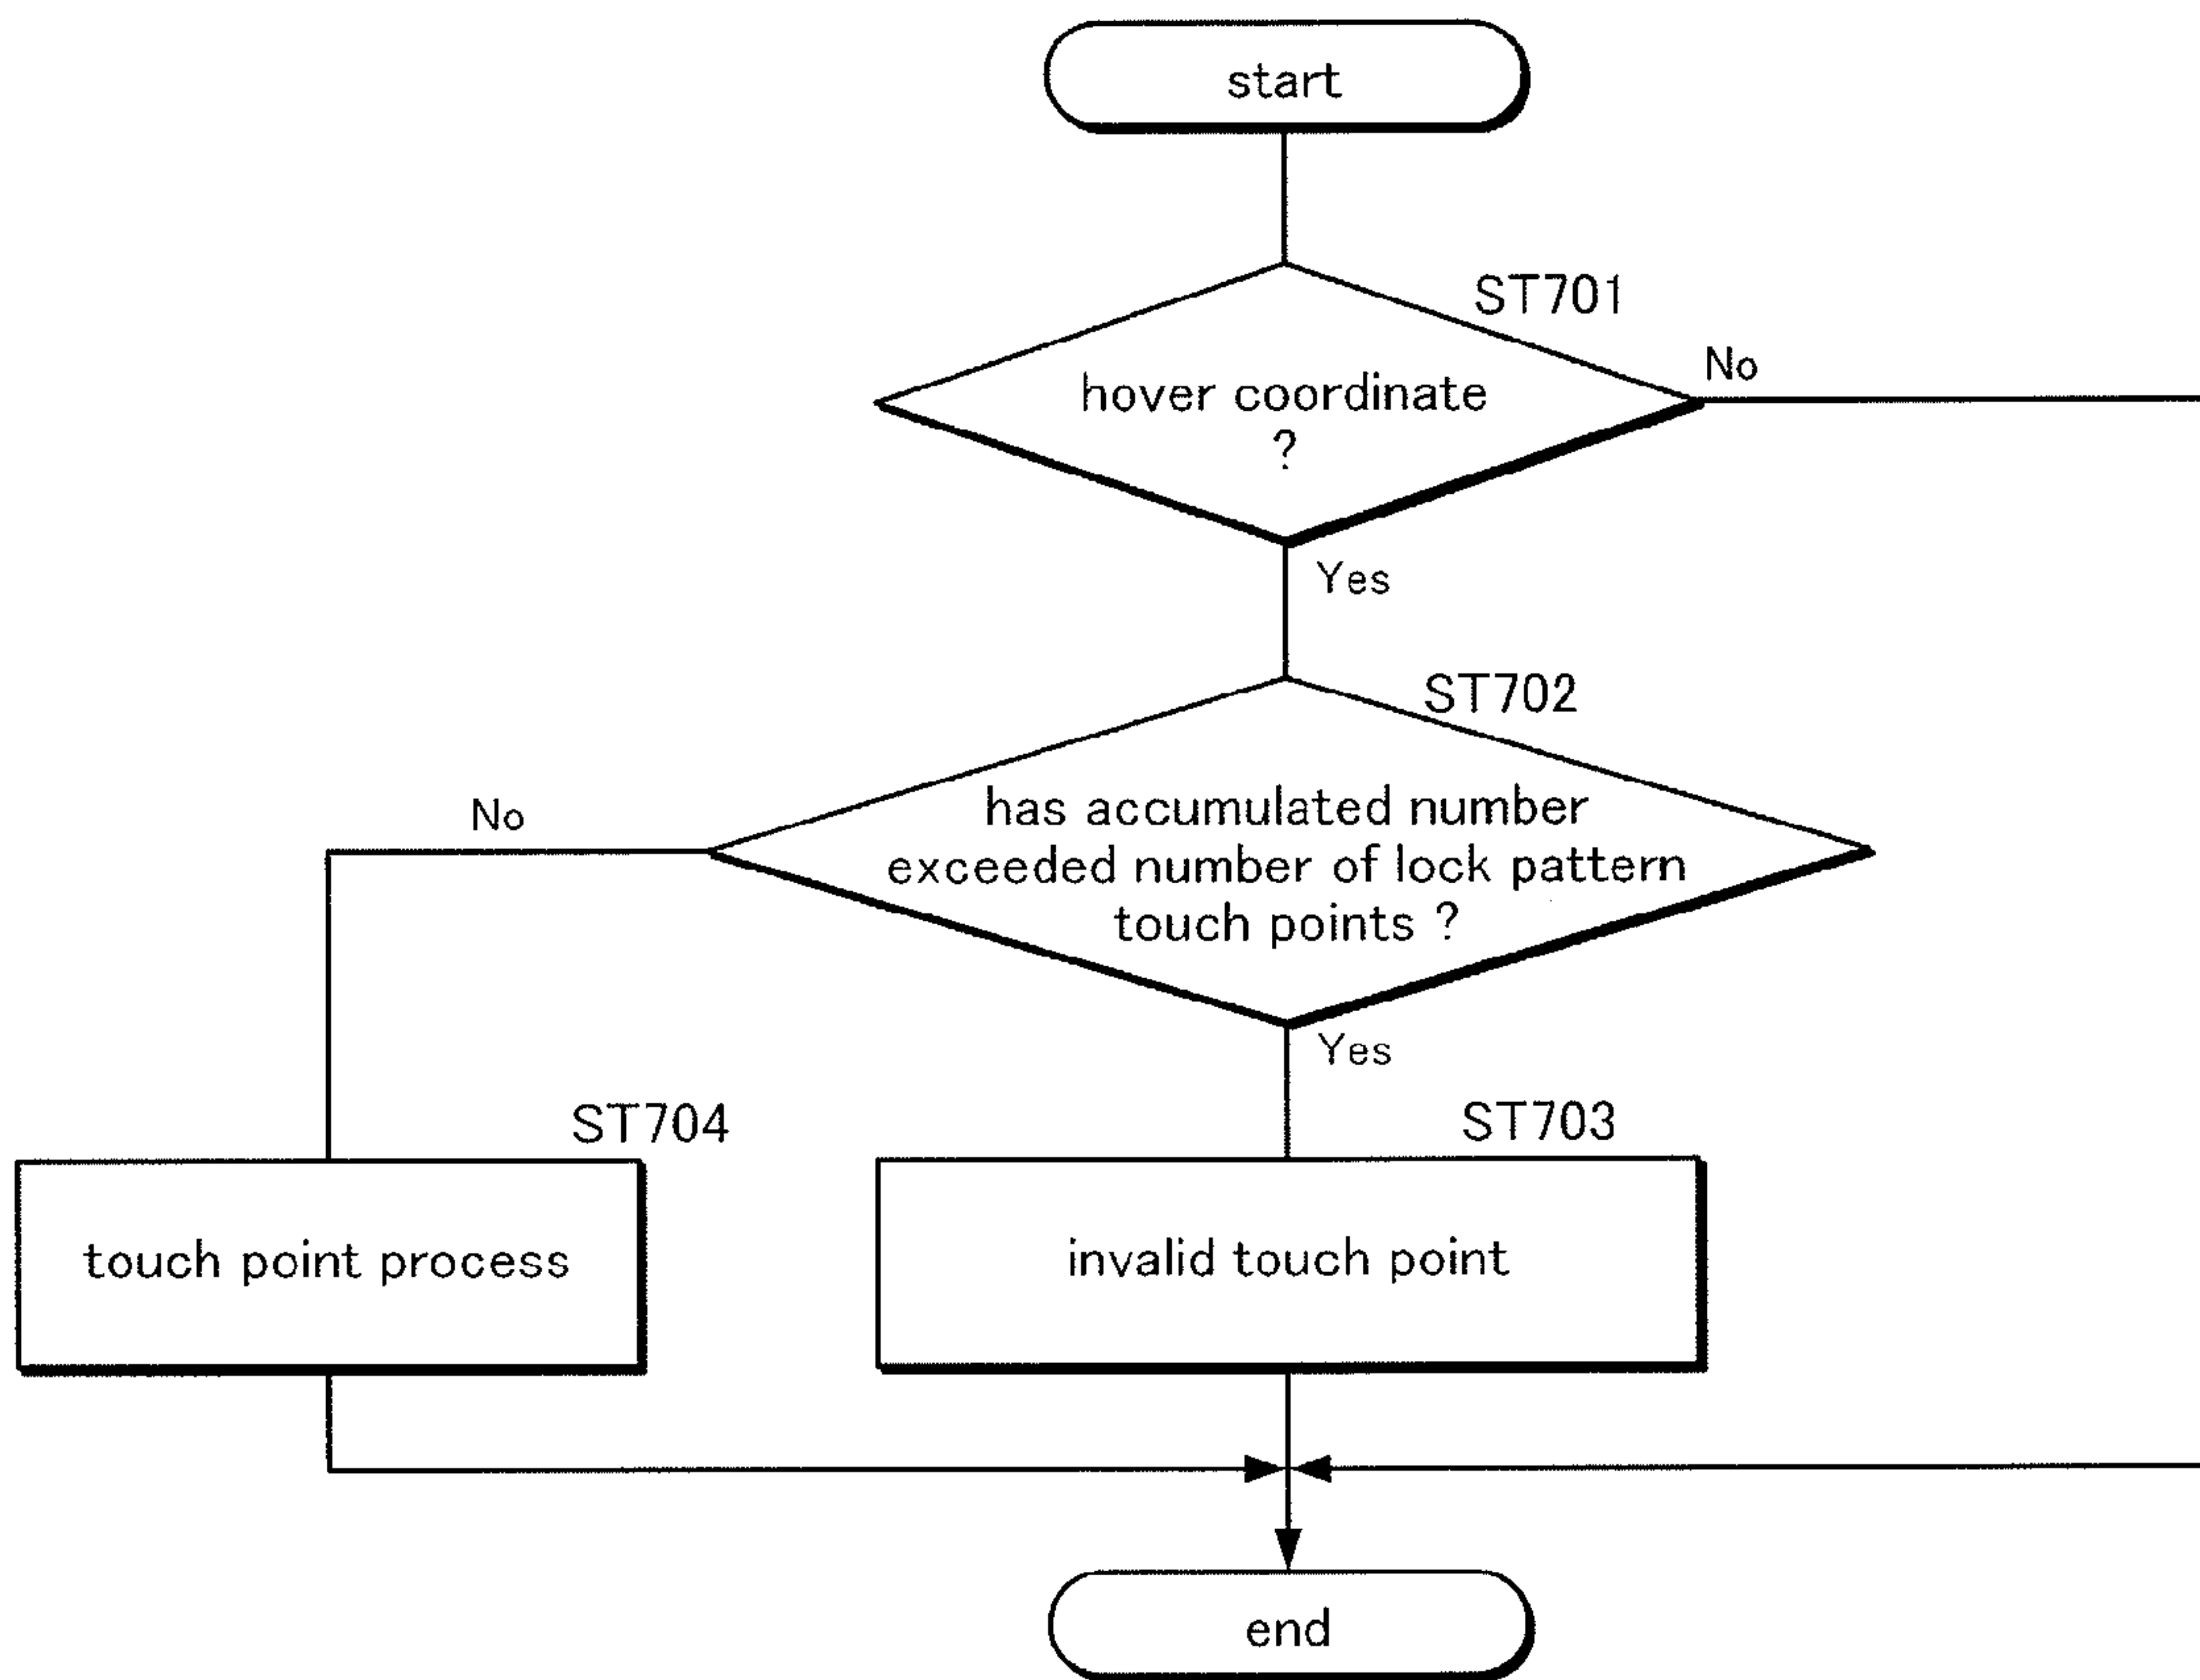 start
ST701
hover coordinate
?
No
Yes
ST702
has accumulated number
exceeded number of lock pattern
touch points ?
No
Yes
ST704
touch point process
ST703
invalid touch point
end